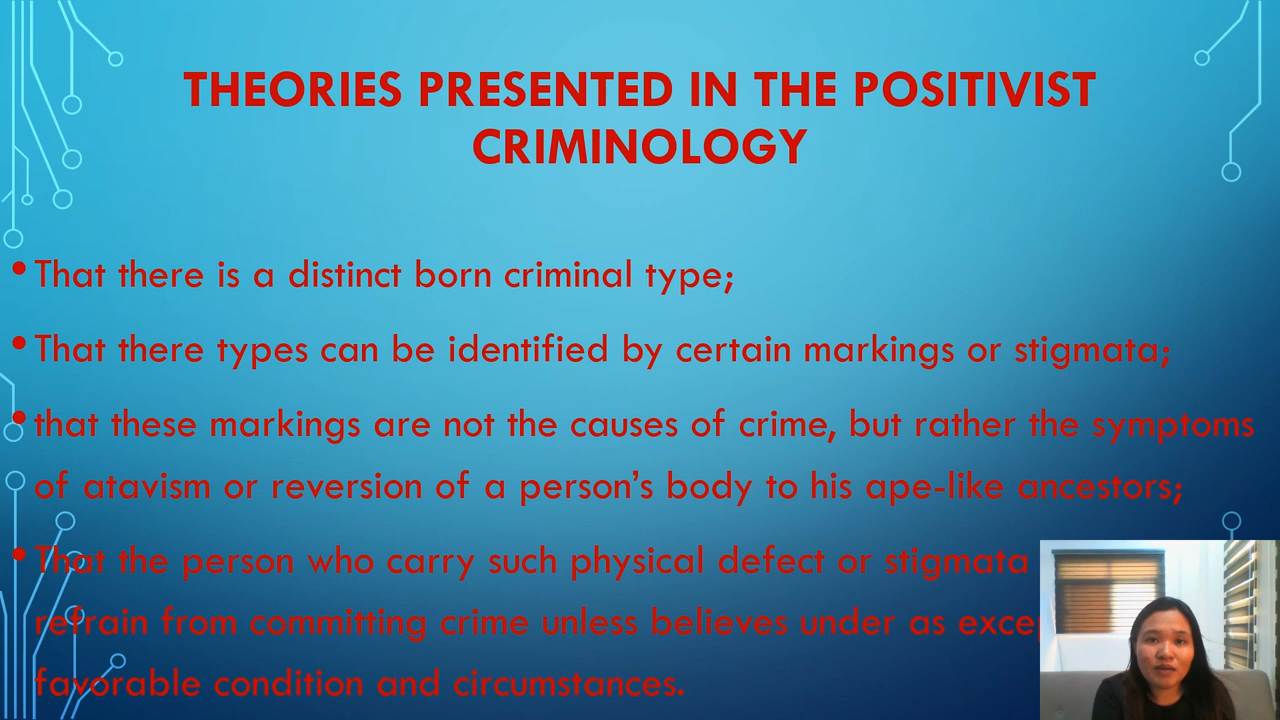 THEORIES PRESENTED IN THE POSITIVIST
CRIMINOLOGY
• That there is a distinct born criminal type;
• That there types can be identified by certain markings or stigmata;
• that these markings are not the causes of crime, but rather the symptoms
of atavism or reversion of a person’s body to his ape-like ancestors;
• That the person who carry such physical defect or stigmata
refrain from committing crime unless believes under as
favorable condition and circumstances.